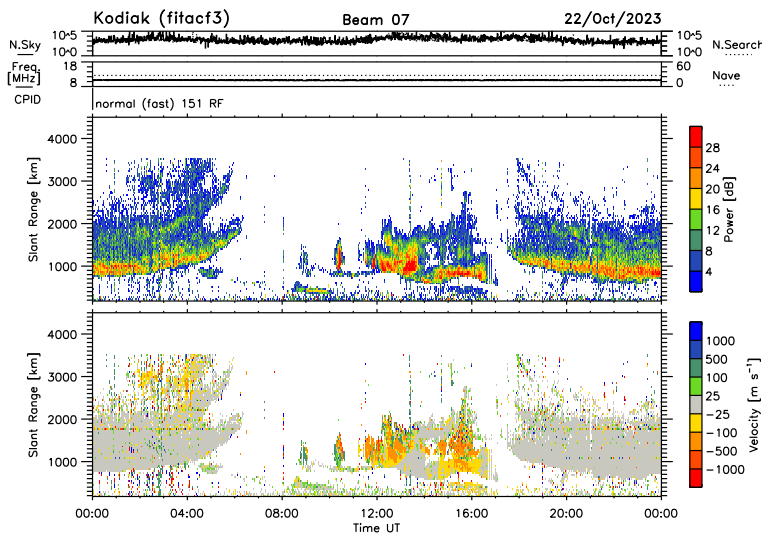 Kodiak (fitacf3)
Beam 07
22/Oct/2023
N.Sky
10^5
10^0
10^5
10^0
N.Search
Freq.
[MHz]
18
8
60
0
Nave
CPID
normal (fast) 151 RF
Slant Range [km]
4000
3000
2000
1000
28
24
20
16
12
8
4
Power [dB]
Slant Range [km]
4000
3000
2000
1000
1000
500
100
25
-25
-100
-500
-1000
Velocity [m s⁻¹]
00:00 04:00 08:00 12:00 16:00 20:00 00:00
Time UT